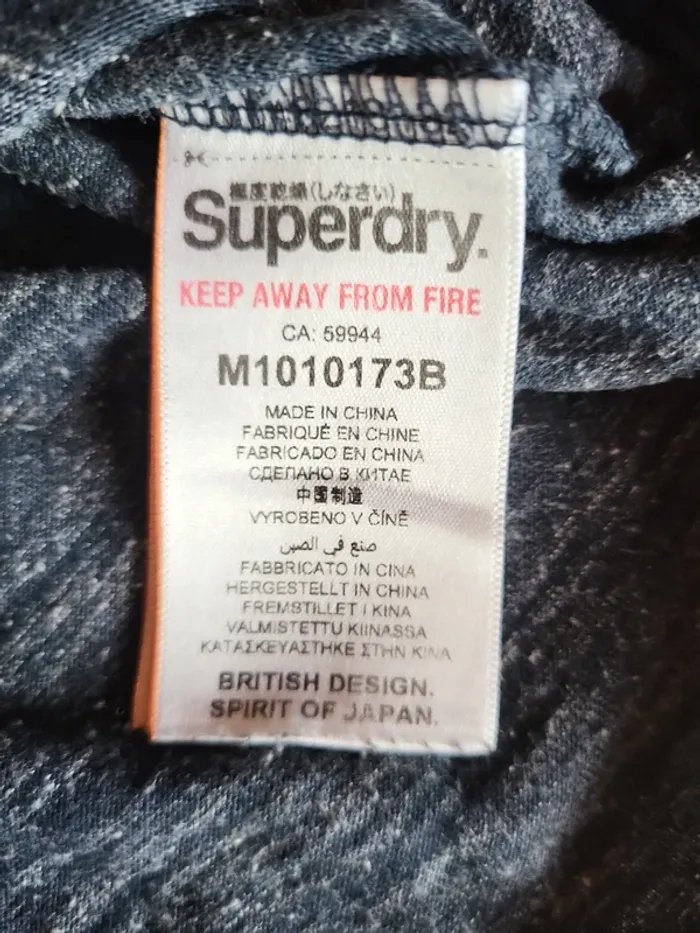 極度乾燥(しなさい)
Superdry.
KEEP AWAY FROM FIRE
CA: 59944
M1010173B
MADE IN CHINA
FABRIQUÉ EN CHINE
FABRICADO EN CHINA
СДЕЛАНО В КИТАЕ
中国制造
VYROBENO V ČÍNĚ
صنع في الصين
FABBRICATO IN CINA
HERGESTELLT IN CHINA
FREMSTILLET I KINA
VALMISTETTU KIINASSA
ΚΑΤΑΣΚΕΥΑΣΤΗΚΕ ΣΤΗΝ ΚΙΝΑ
BRITISH DESIGN.
SPIRIT OF JAPAN.